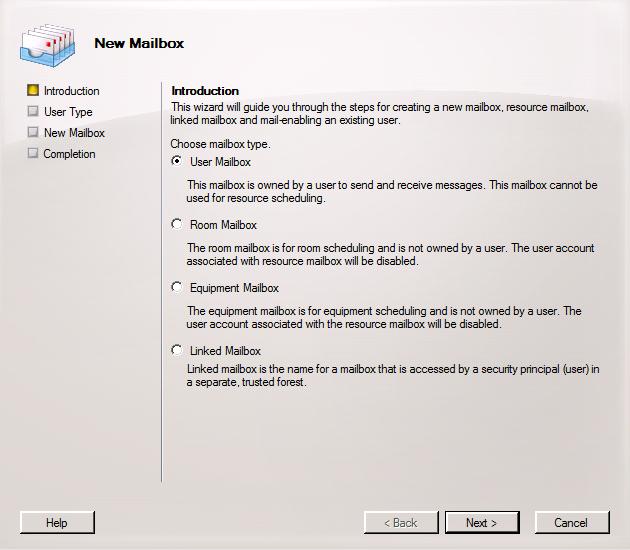 New Mailbox
Introduction
User Type
New Mailbox
Completion
Introduction
This wizard will guide you through the steps for creating a new mailbox, resource mailbox,
linked mailbox and mail-enabling an existing user.
Choose mailbox type.
User Mailbox
This mailbox is owned by a user to send and receive messages. This mailbox cannot be
used for resource scheduling.
Room Mailbox
The room mailbox is for room scheduling and is not owned by a user. The user account
associated with resource mailbox will be disabled.
Equipment Mailbox
The equipment mailbox is for equipment scheduling and is not owned by a user. The
user account associated with the resource mailbox will be disabled.
Linked Mailbox
Linked mailbox is the name for a mailbox that is accessed by a security principal (user) in
a separate, trusted forest.
Help
< Back
Next >
Cancel